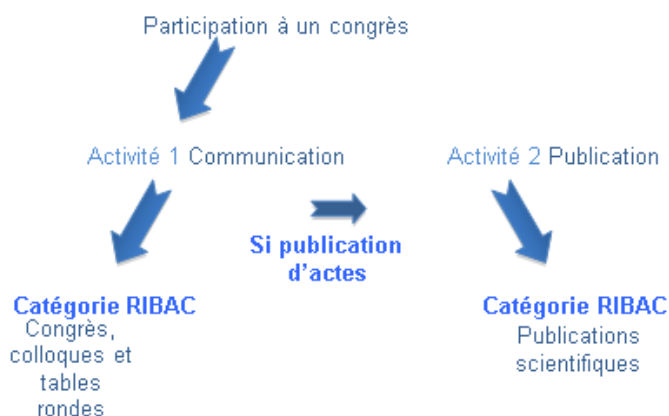 Participation à un congrès
Activité 1 Communication
Activité 2 Publication
Si publication
d'actes
Catégorie RIBAC
Congrès,
colloques et
tables
rondes
Catégorie RIBAC
Publications
scientifiques